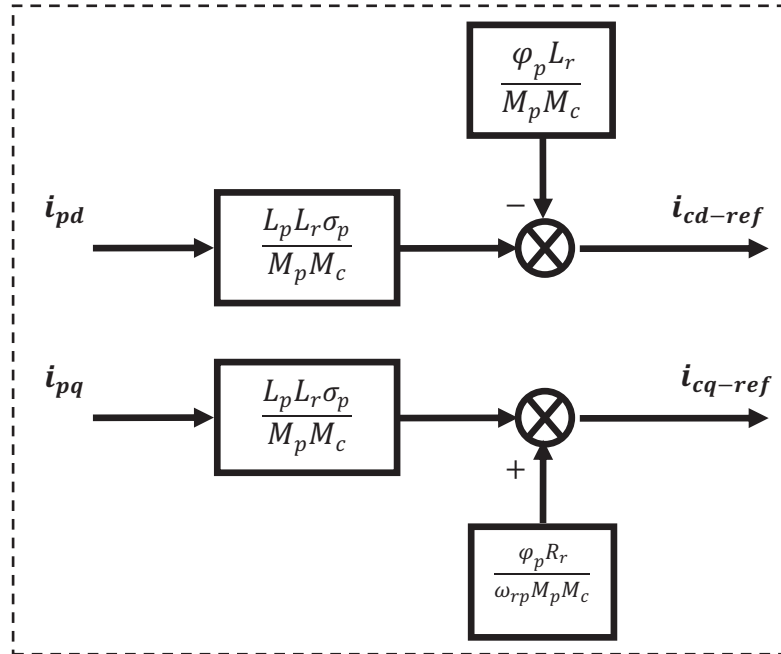 φ_p L_r
M_p M_c
−
i_pd
L_p L_r σ_p
M_p M_c
i_cd−ref
i_pq
L_p L_r σ_p
M_p M_c
i_cq−ref
+
φ_p R_r
ω_rp M_p M_c